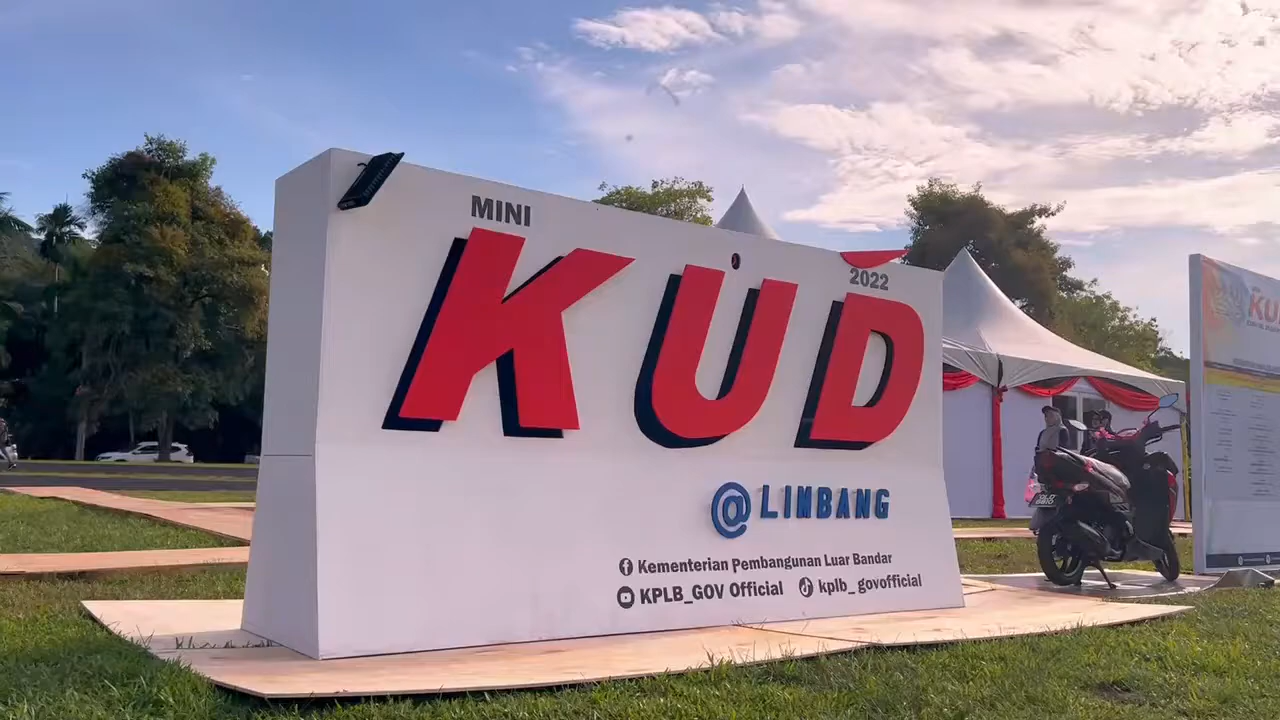 MINI
KUD
2022
@LIMBANG
Kementerian Pembangunan Luar Bandar
KPLB_GOV Official kplb_govofficial